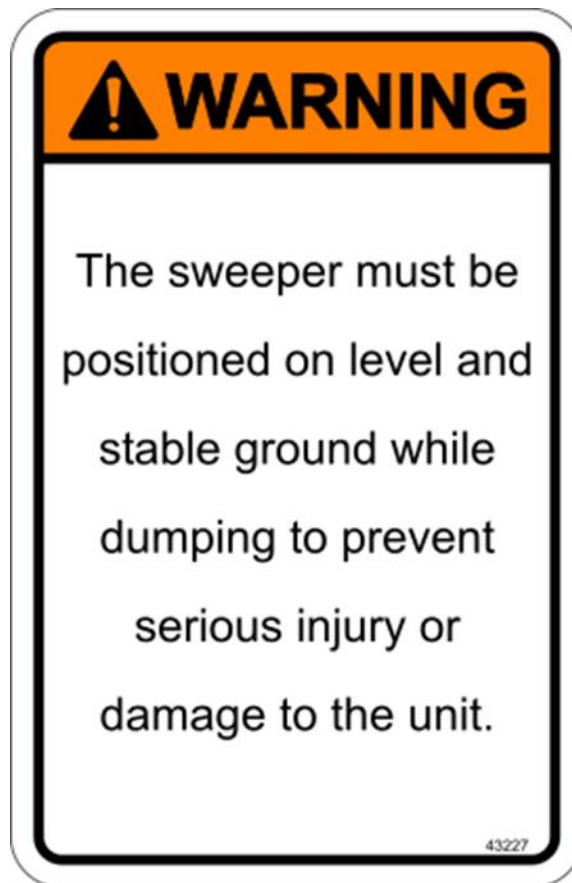 WARNING
The sweeper must be
positioned on level and
stable ground while
dumping to prevent
serious injury or
damage to the unit.
43227